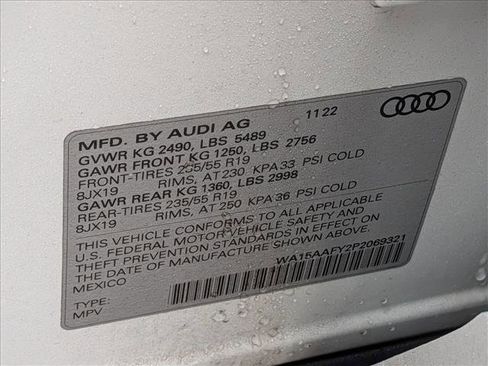 MFD. BY AUDI AG 11 22
GVWR KG 2490, LBS 5489
GAWR FRONT KG 1250, LBS 2756
FRONT-TIRES 235/55 R19
8JX19 RIMS, AT 230 KPA 33 PSI COLD
GAWR REAR KG 1360, LBS 2998
REAR-TIRES 235/55 R19
8JX19 RIMS, AT 250 KPA 36 PSI COLD
THIS VEHICLE CONFORMS TO ALL APPLICABLE
U.S. FEDERAL MOTOR VEHICLE SAFETY AND
THEFT PREVENTION STANDARDS IN EFFECT ON
THE DATE OF MANUFACTURE SHOWN ABOVE.
MEXICO
WA15AAFY2P2069321
TYPE:
MPV